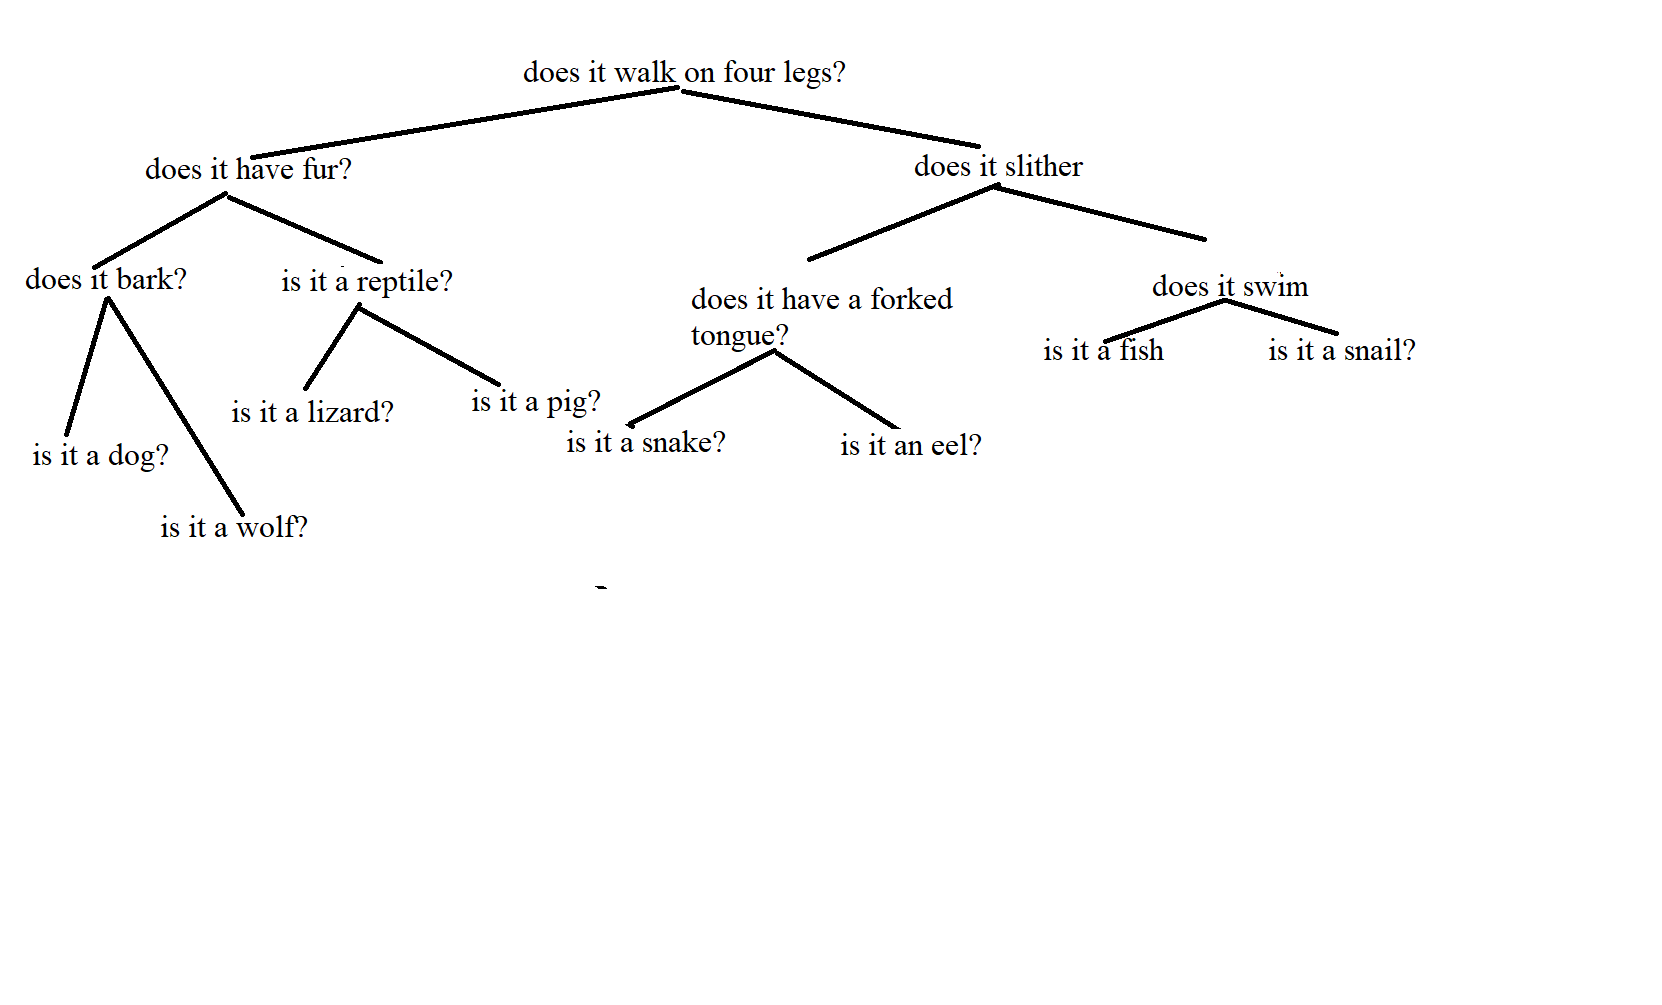 does it walk on four legs?
does it have fur?
does it slither
does it bark?
is it a reptile?
does it have a forked
tongue?
does it swim
is it a fish
is it a snail?
is it a lizard?
is it a pig?
is it a snake?
is it an eel?
is it a dog?
is it a wolf?